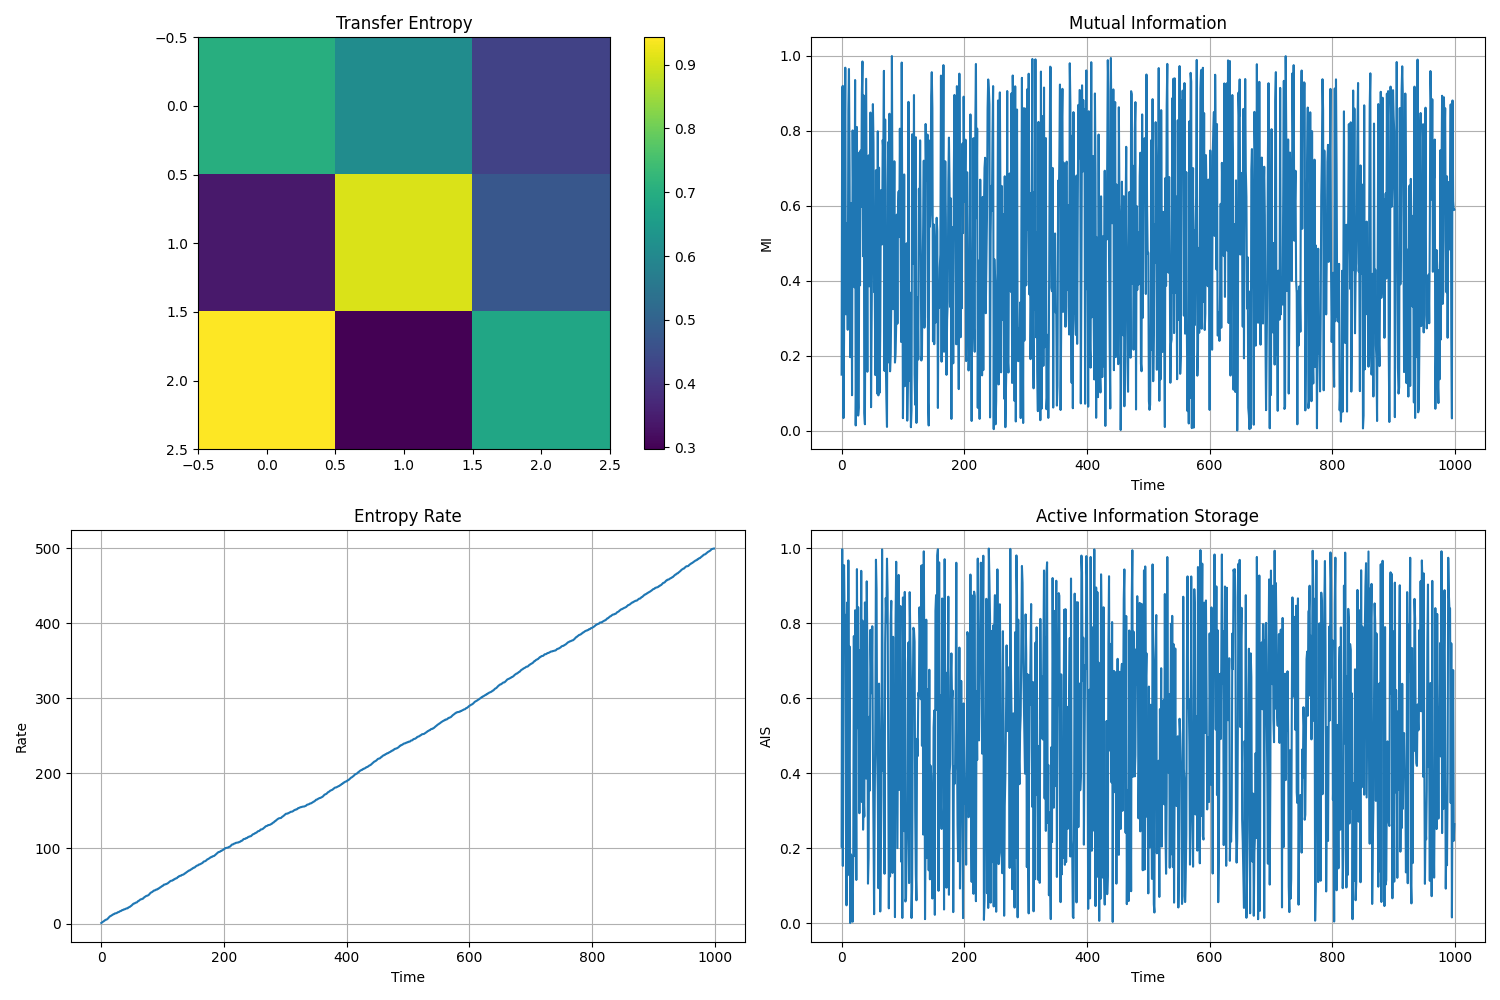 Transfer Entropy
−0.5
0.0
0.5
1.0
1.5
2.0
2.5
−0.5 0.0 0.5 1.0 1.5 2.0 2.5
0.9
0.8
0.7
0.6
0.5
0.4
0.3
Mutual Information
MI
1.0
0.8
0.6
0.4
0.2
0.0
0 200 400 600 800 1000
Time
Entropy Rate
Rate
500
400
300
200
100
0
0 200 400 600 800 1000
Time
Active Information Storage
AIS
1.0
0.8
0.6
0.4
0.2
0.0
0 200 400 600 800 1000
Time